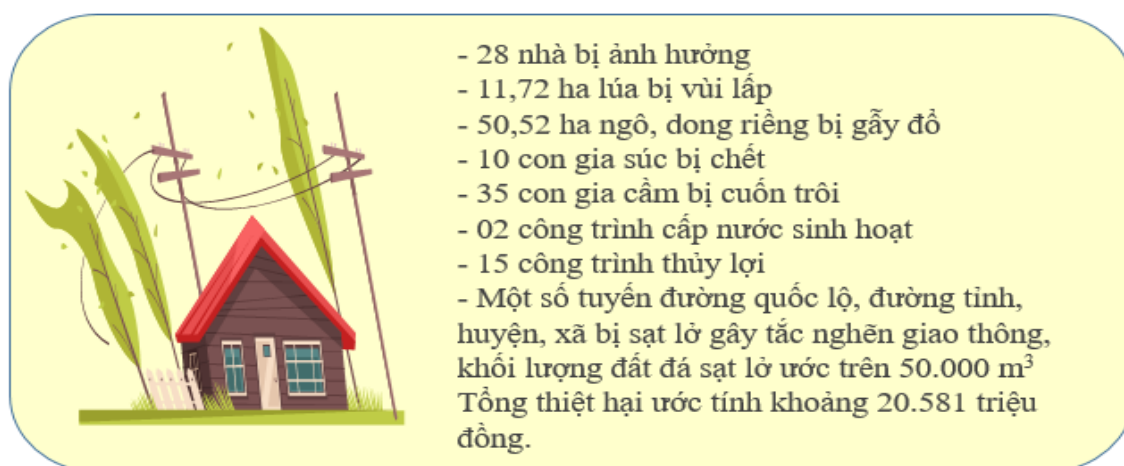 - 28 nhà bị ảnh hưởng
- 11,72 ha lúa bị vùi lấp
- 50,52 ha ngô, dong riềng bị gẫy đổ
- 10 con gia súc bị chết
- 35 con gia cầm bị cuốn trôi
- 02 công trình cấp nước sinh hoạt
- 15 công trình thủy lợi
- Một số tuyến đường quốc lộ, đường tỉnh,
huyện, xã bị sạt lở gây tắc nghẽn giao thông,
khối lượng đất đá sạt lở ước trên 50.000 m³
Tổng thiệt hại ước tính khoảng 20.581 triệu
đồng.